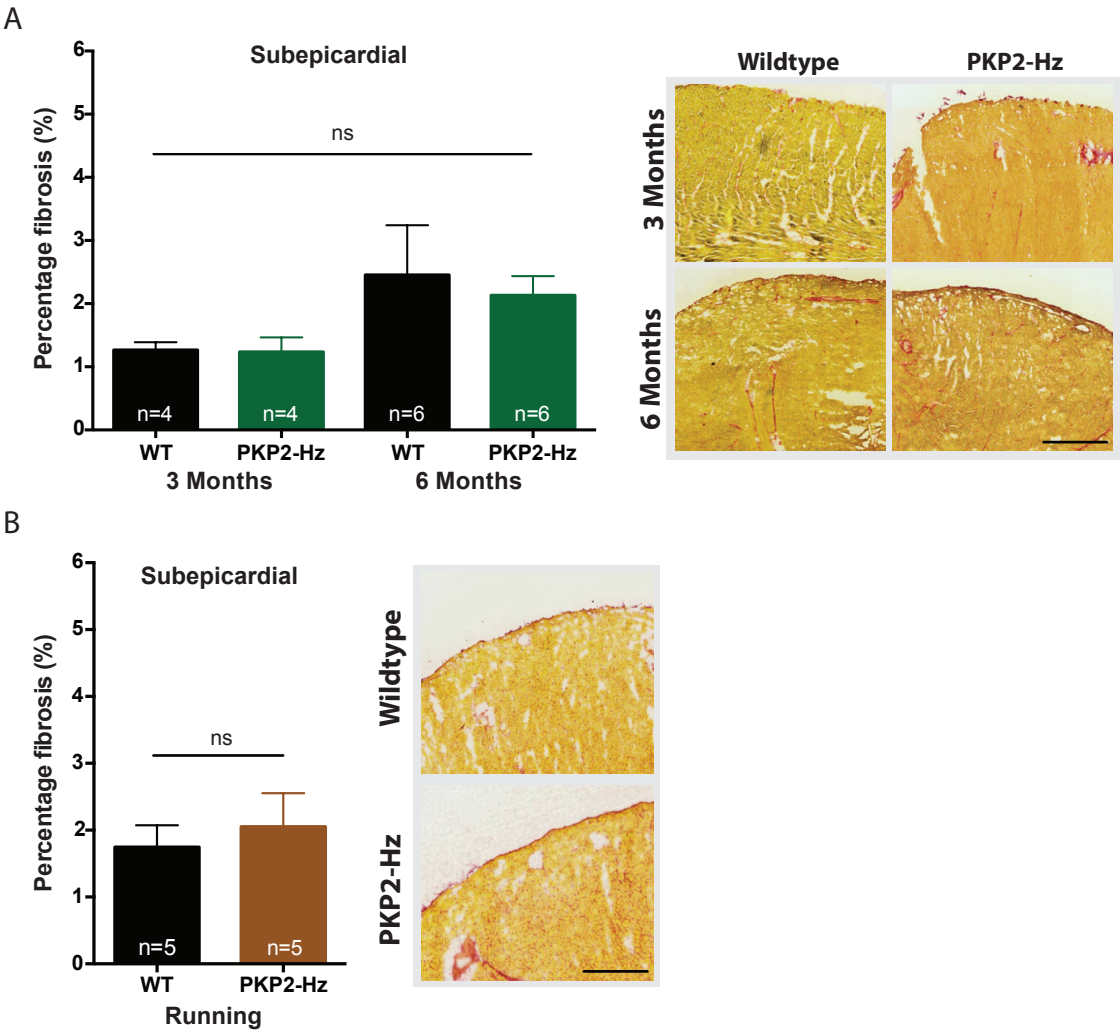 A
Subepicardial
Percentage fibrosis (%)
6
5
4
3
2
1
0
ns
n=4
n=4
n=6
n=6
WT
PKP2-Hz
WT
PKP2-Hz
3 Months
6 Months
Wildtype
PKP2-Hz
3 Months
6 Months
B
Subepicardial
Percentage fibrosis (%)
6
5
4
3
2
1
0
ns
n=5
n=5
WT
PKP2-Hz
Running
Wildtype
PKP2-Hz